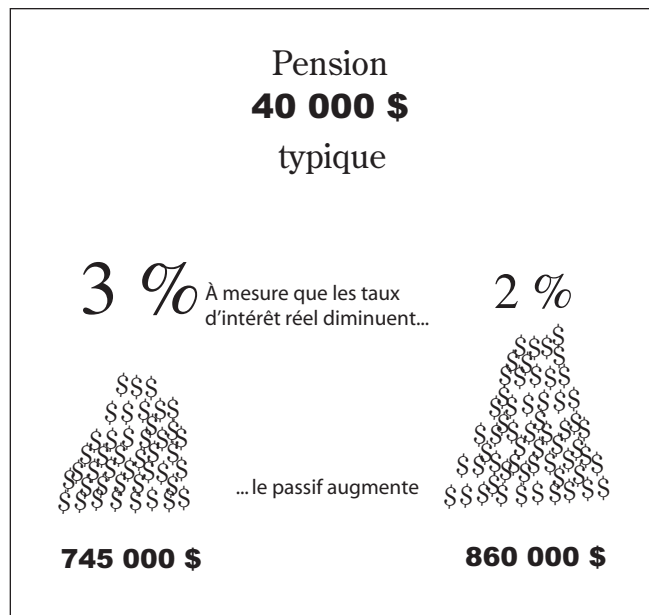 Pension
40 000 $
typique
3 %
À mesure que les taux
d'intérêt réel diminuent...
2 %
...le passif augmente
745 000 $
860 000 $